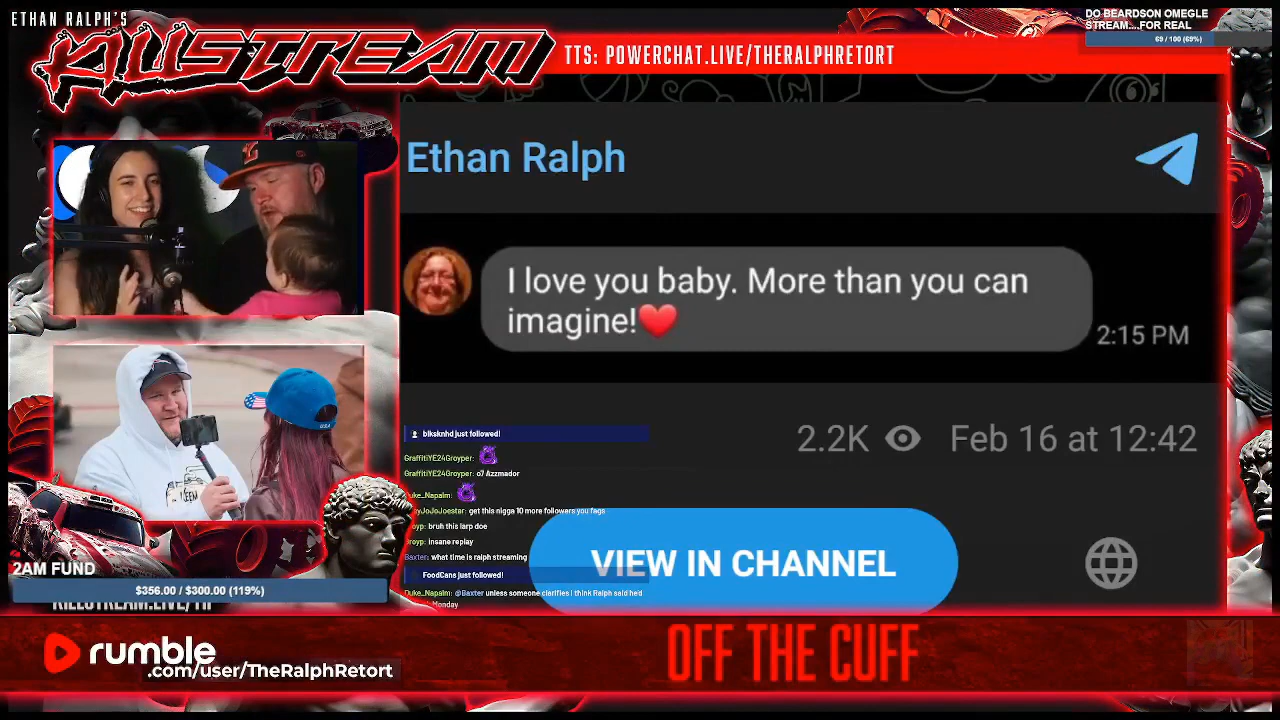 ETHAN RALPH'S
KILLSTREAM
TTS: POWERCHAT.LIVE/THERALPHRETORT
DO BEARDSON OMEGLE
STREAM....FOR REAL
69 / 100 (69%)
Ethan Ralph
I love you baby. More than you can
imagine!❤️
2:15 PM
2.2K
Feb 16 at 12:42
blksknhd just followed!
GraffitiYE24Groyper:
GraffitiYE24Groyper: o7 Azzmador
Duke_Napalm:
get this nigga 10 more followers you fags
bruh this larp doe
insane replay
Baxter: what time is ralph streaming
FoodCans just followed!
Duke_Napalm: @Baxter unless someone clarifies I think Ralph said he'd
Monday
VIEW IN CHANNEL
2AM FUND
$356.00 / $300.00 (119%)
USA
rumble
.com/user/TheRalphRetort
OFF THE CUFF